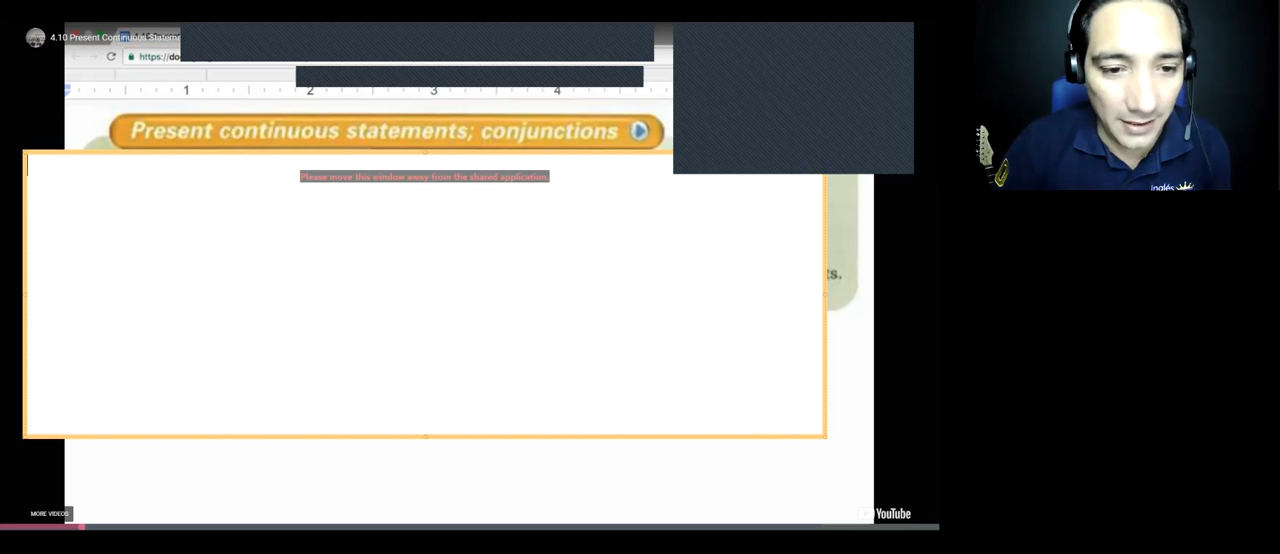 4.10 Present Continuous Stateme
https://do
1 2 3 4
Present continuous statements; conjunctions
Please move this window away from the shared application.
ts.
MORE VIDEOS
YouTube
inglés